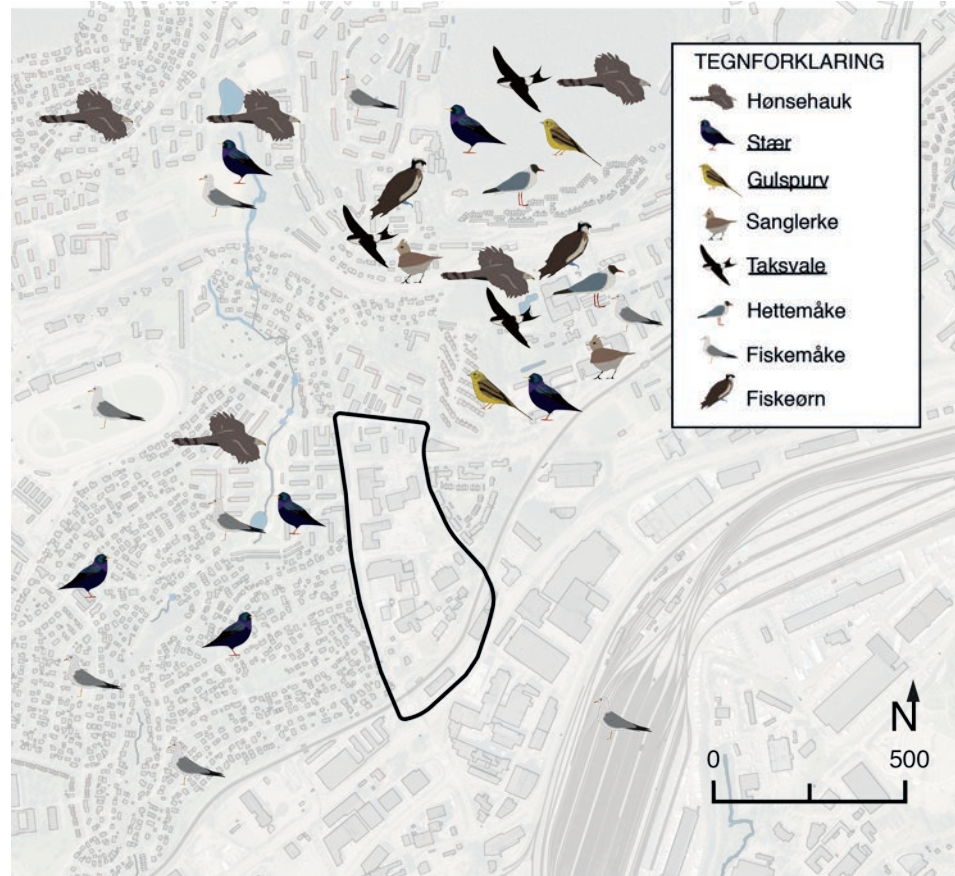 TEGNFORKLARING
Hønsehauk
Stær
Gulspurv
Sanglerke
Taksvale
Hettemåke
Fiskemåke
Fiskeørn
N
0 500